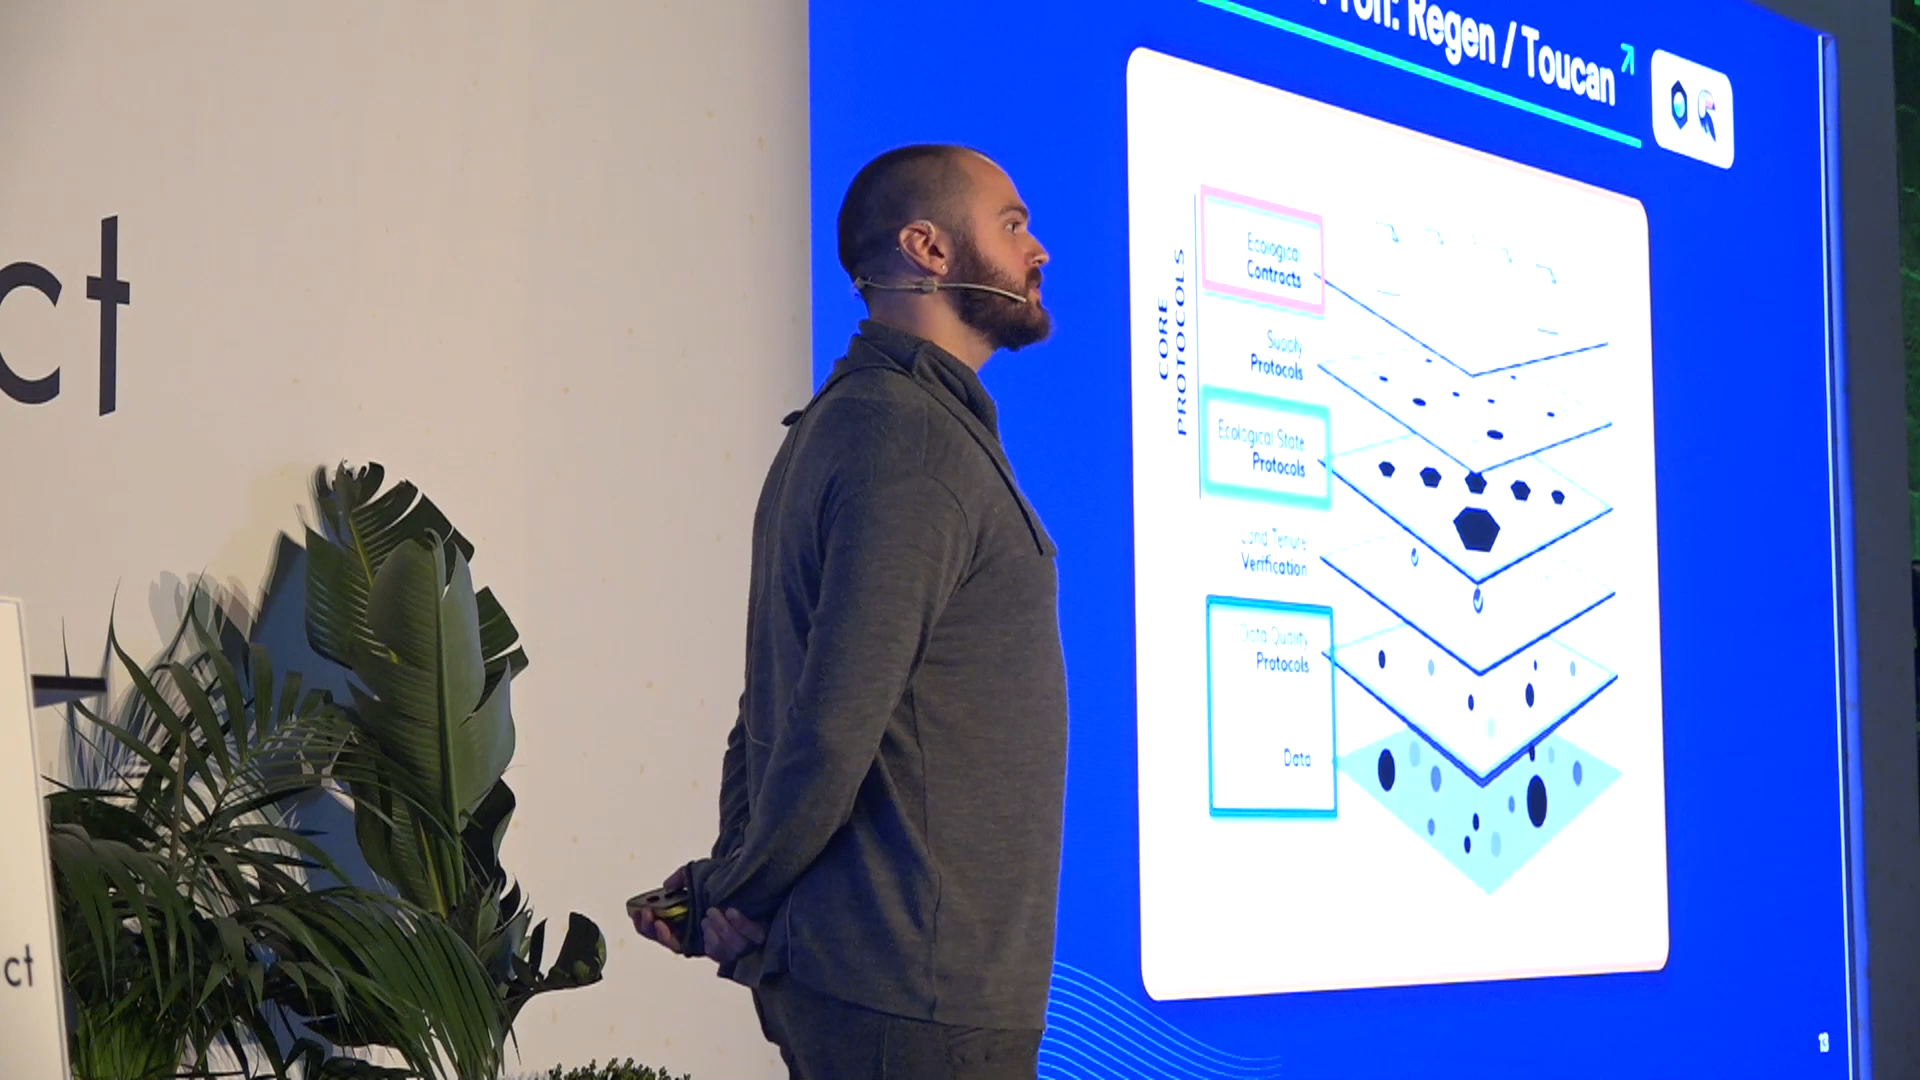 Regen / Toucan
CORE
PROTOCOLS
Ecological
Contracts
Supply
Protocols
Ecological State
Protocols
Land Tenure
Verification
Data Quality
Protocols
Data
ct
ct